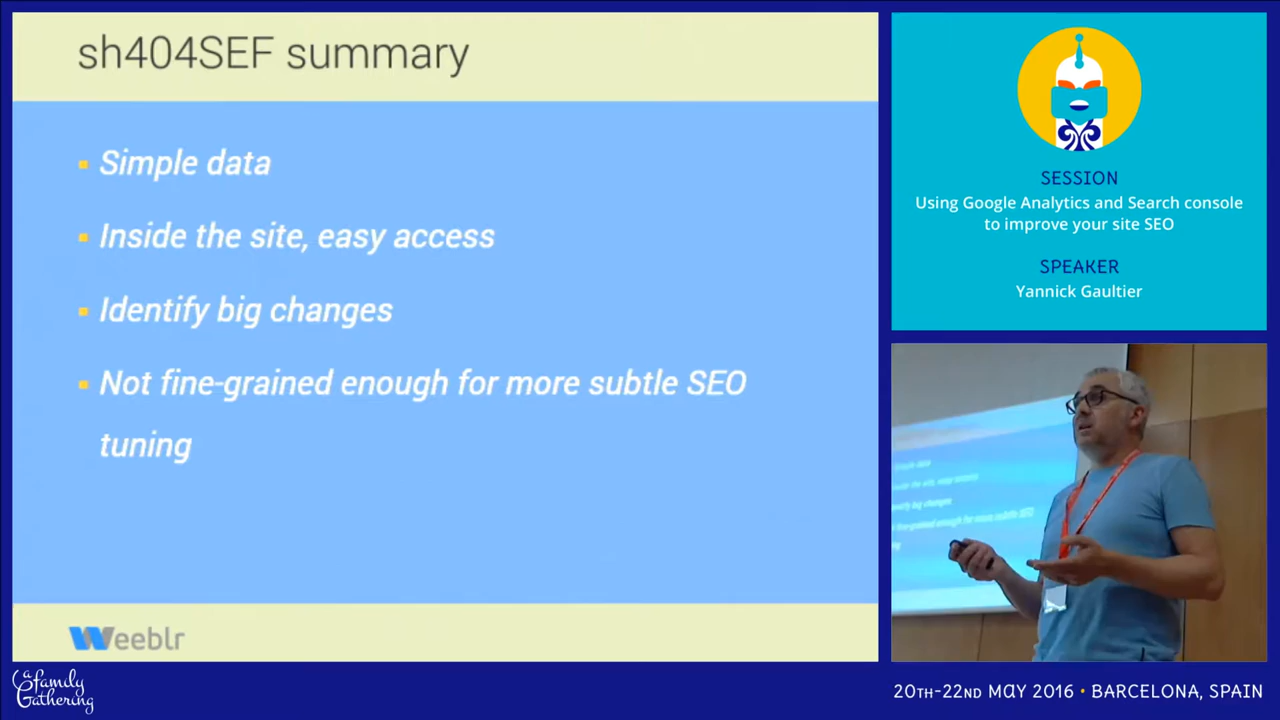 sh404SEF summary
Simple data
Inside the site, easy access
Identify big changes
Not fine-grained enough for more subtle SEO
tuning
Weeblr
SESSION
Using Google Analytics and Search console
to improve your site SEO
SPEAKER
Yannick Gaultier
a family
Gathering
20TH-22ND MAY 2016 • BARCELONA, SPAIN